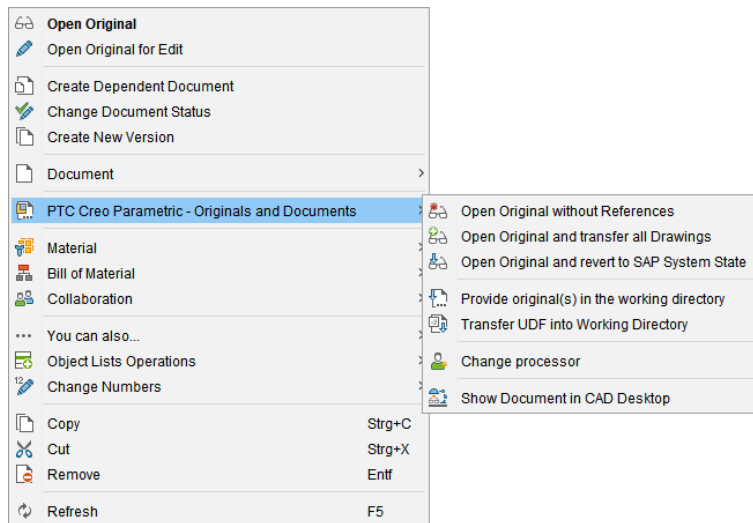 Open Original
Open Original for Edit
Create Dependent Document
Change Document Status
Create New Version
Document
PTC Creo Parametric - Originals and Documents
Material
Bill of Material
Collaboration
You can also...
Object Lists Operations
12
Change Numbers
Copy Strg+C
Cut Strg+X
Remove Entf
Refresh F5
Open Original without References
Open Original and transfer all Drawings
Open Original and revert to SAP System State
Provide original(s) in the working directory
Transfer UDF into Working Directory
Change processor
Show Document in CAD Desktop